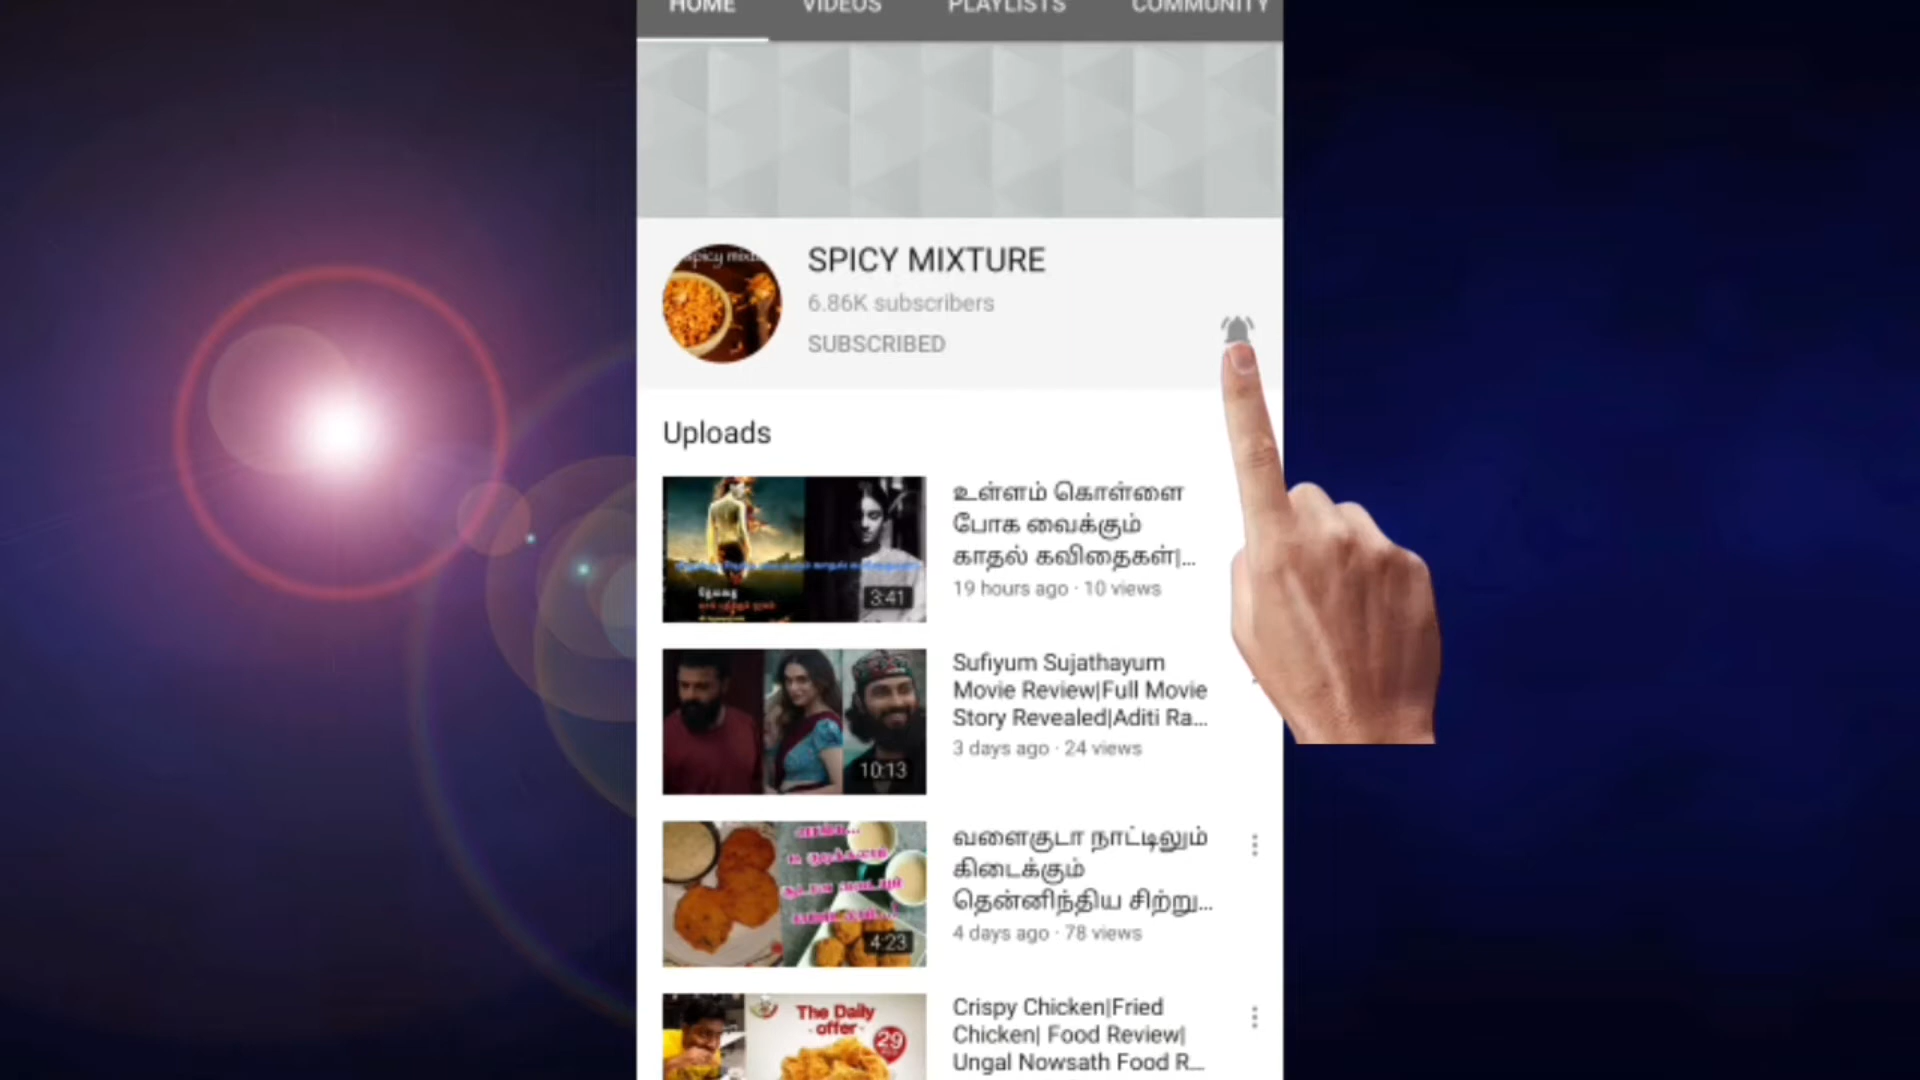 HOME VIDEOS PLAYLISTS COMMUNITY
spicy
SPICY MIXTURE
6.86K subscribers
SUBSCRIBED
Uploads
உள்ளம் கொள்ளை
போக வைக்கும்
காதல் கவிதைகள்|...
19 hours ago · 10 views
3:41
Sufiyum Sujathayum
Movie Review|Full Movie
Story Revealed|Aditi Ra...
3 days ago · 24 views
10:13
வளைகுடா நாட்டிலும்
கிடைக்கும்
தென்னிந்திய சிற்று...
4 days ago · 78 views
4:23
The Daily
offer
29
Crispy Chicken|Fried
Chicken| Food Review|
Ungal Nowsath Food R...